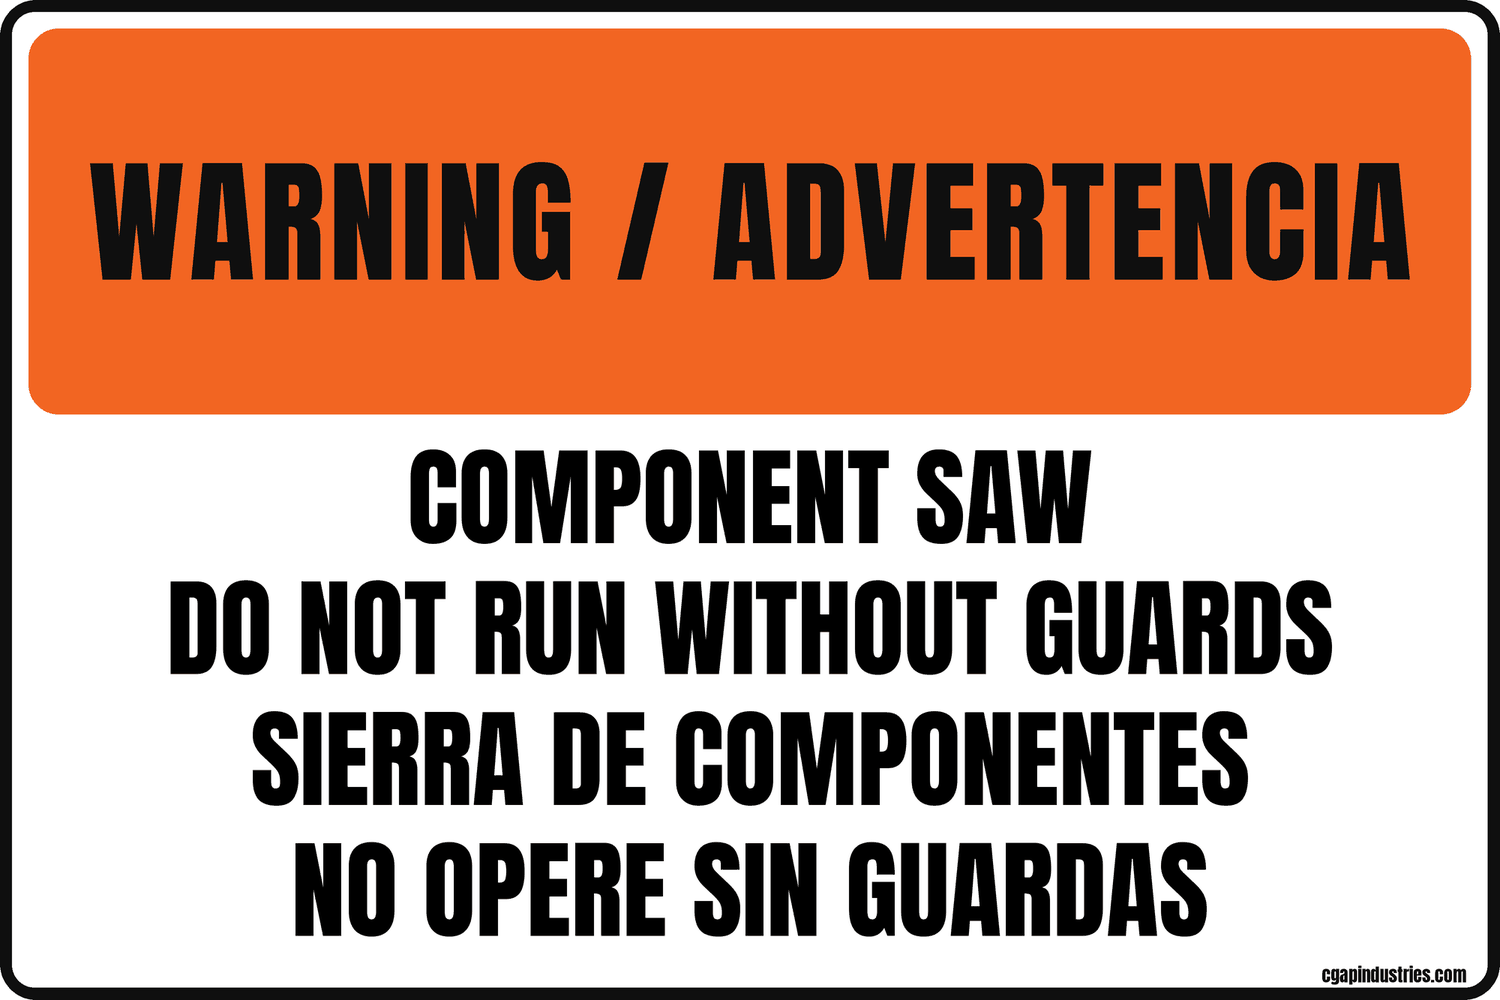 WARNING / ADVERTENCIA
COMPONENT SAW
DO NOT RUN WITHOUT GUARDS
SIERRA DE COMPONENTES
NO OPERE SIN GUARDAS
cgapindustries.com